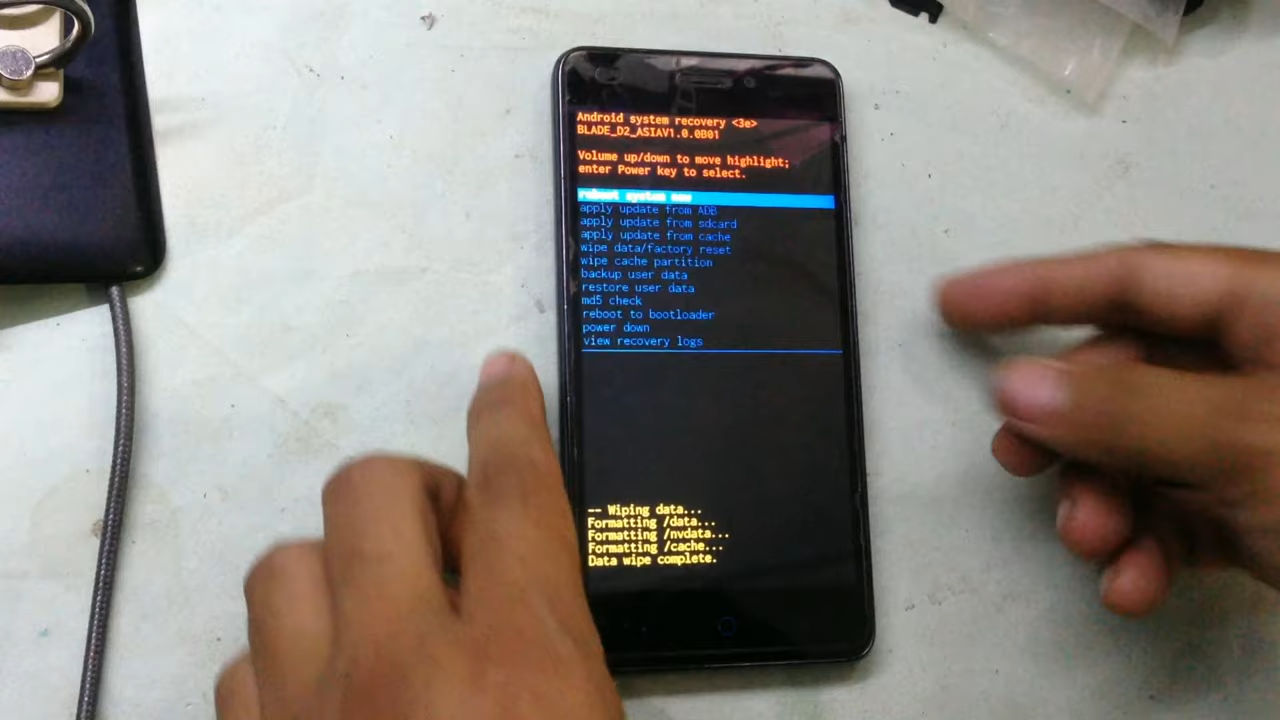 Android system recovery <3e>
BLADE_D2_ASIAV1.0.0B01
Volume up/down to move highlight;
enter Power key to select.
reboot system now
apply update from ADB
apply update from sdcard
apply update from cache
wipe data/factory reset
wipe cache partition
backup user data
restore user data
md5 check
reboot to bootloader
power down
view recovery logs
-- Wiping data...
Formatting /data...
Formatting /nvdata...
Formatting /cache...
Data wipe complete.